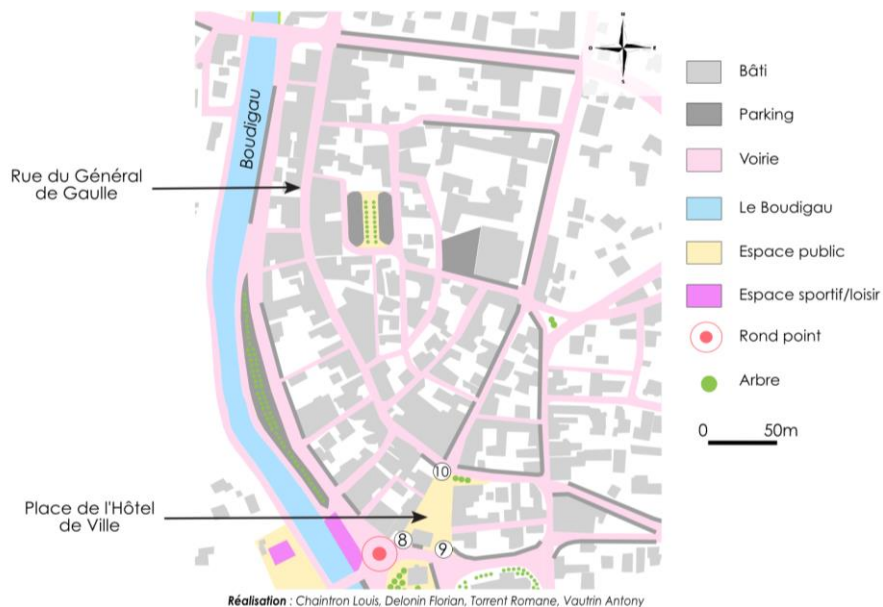 Boudigau
Rue du Général
de Gaulle
Place de l'Hôtel
de Ville
10
8
9
Bâti
Parking
Voirie
Le Boudigau
Espace public
Espace sportif/loisir
Rond point
Arbre
0 50m
Réalisation : Chaintron Louis, Delonin Florian, Torrent Romane, Vautrin Antony